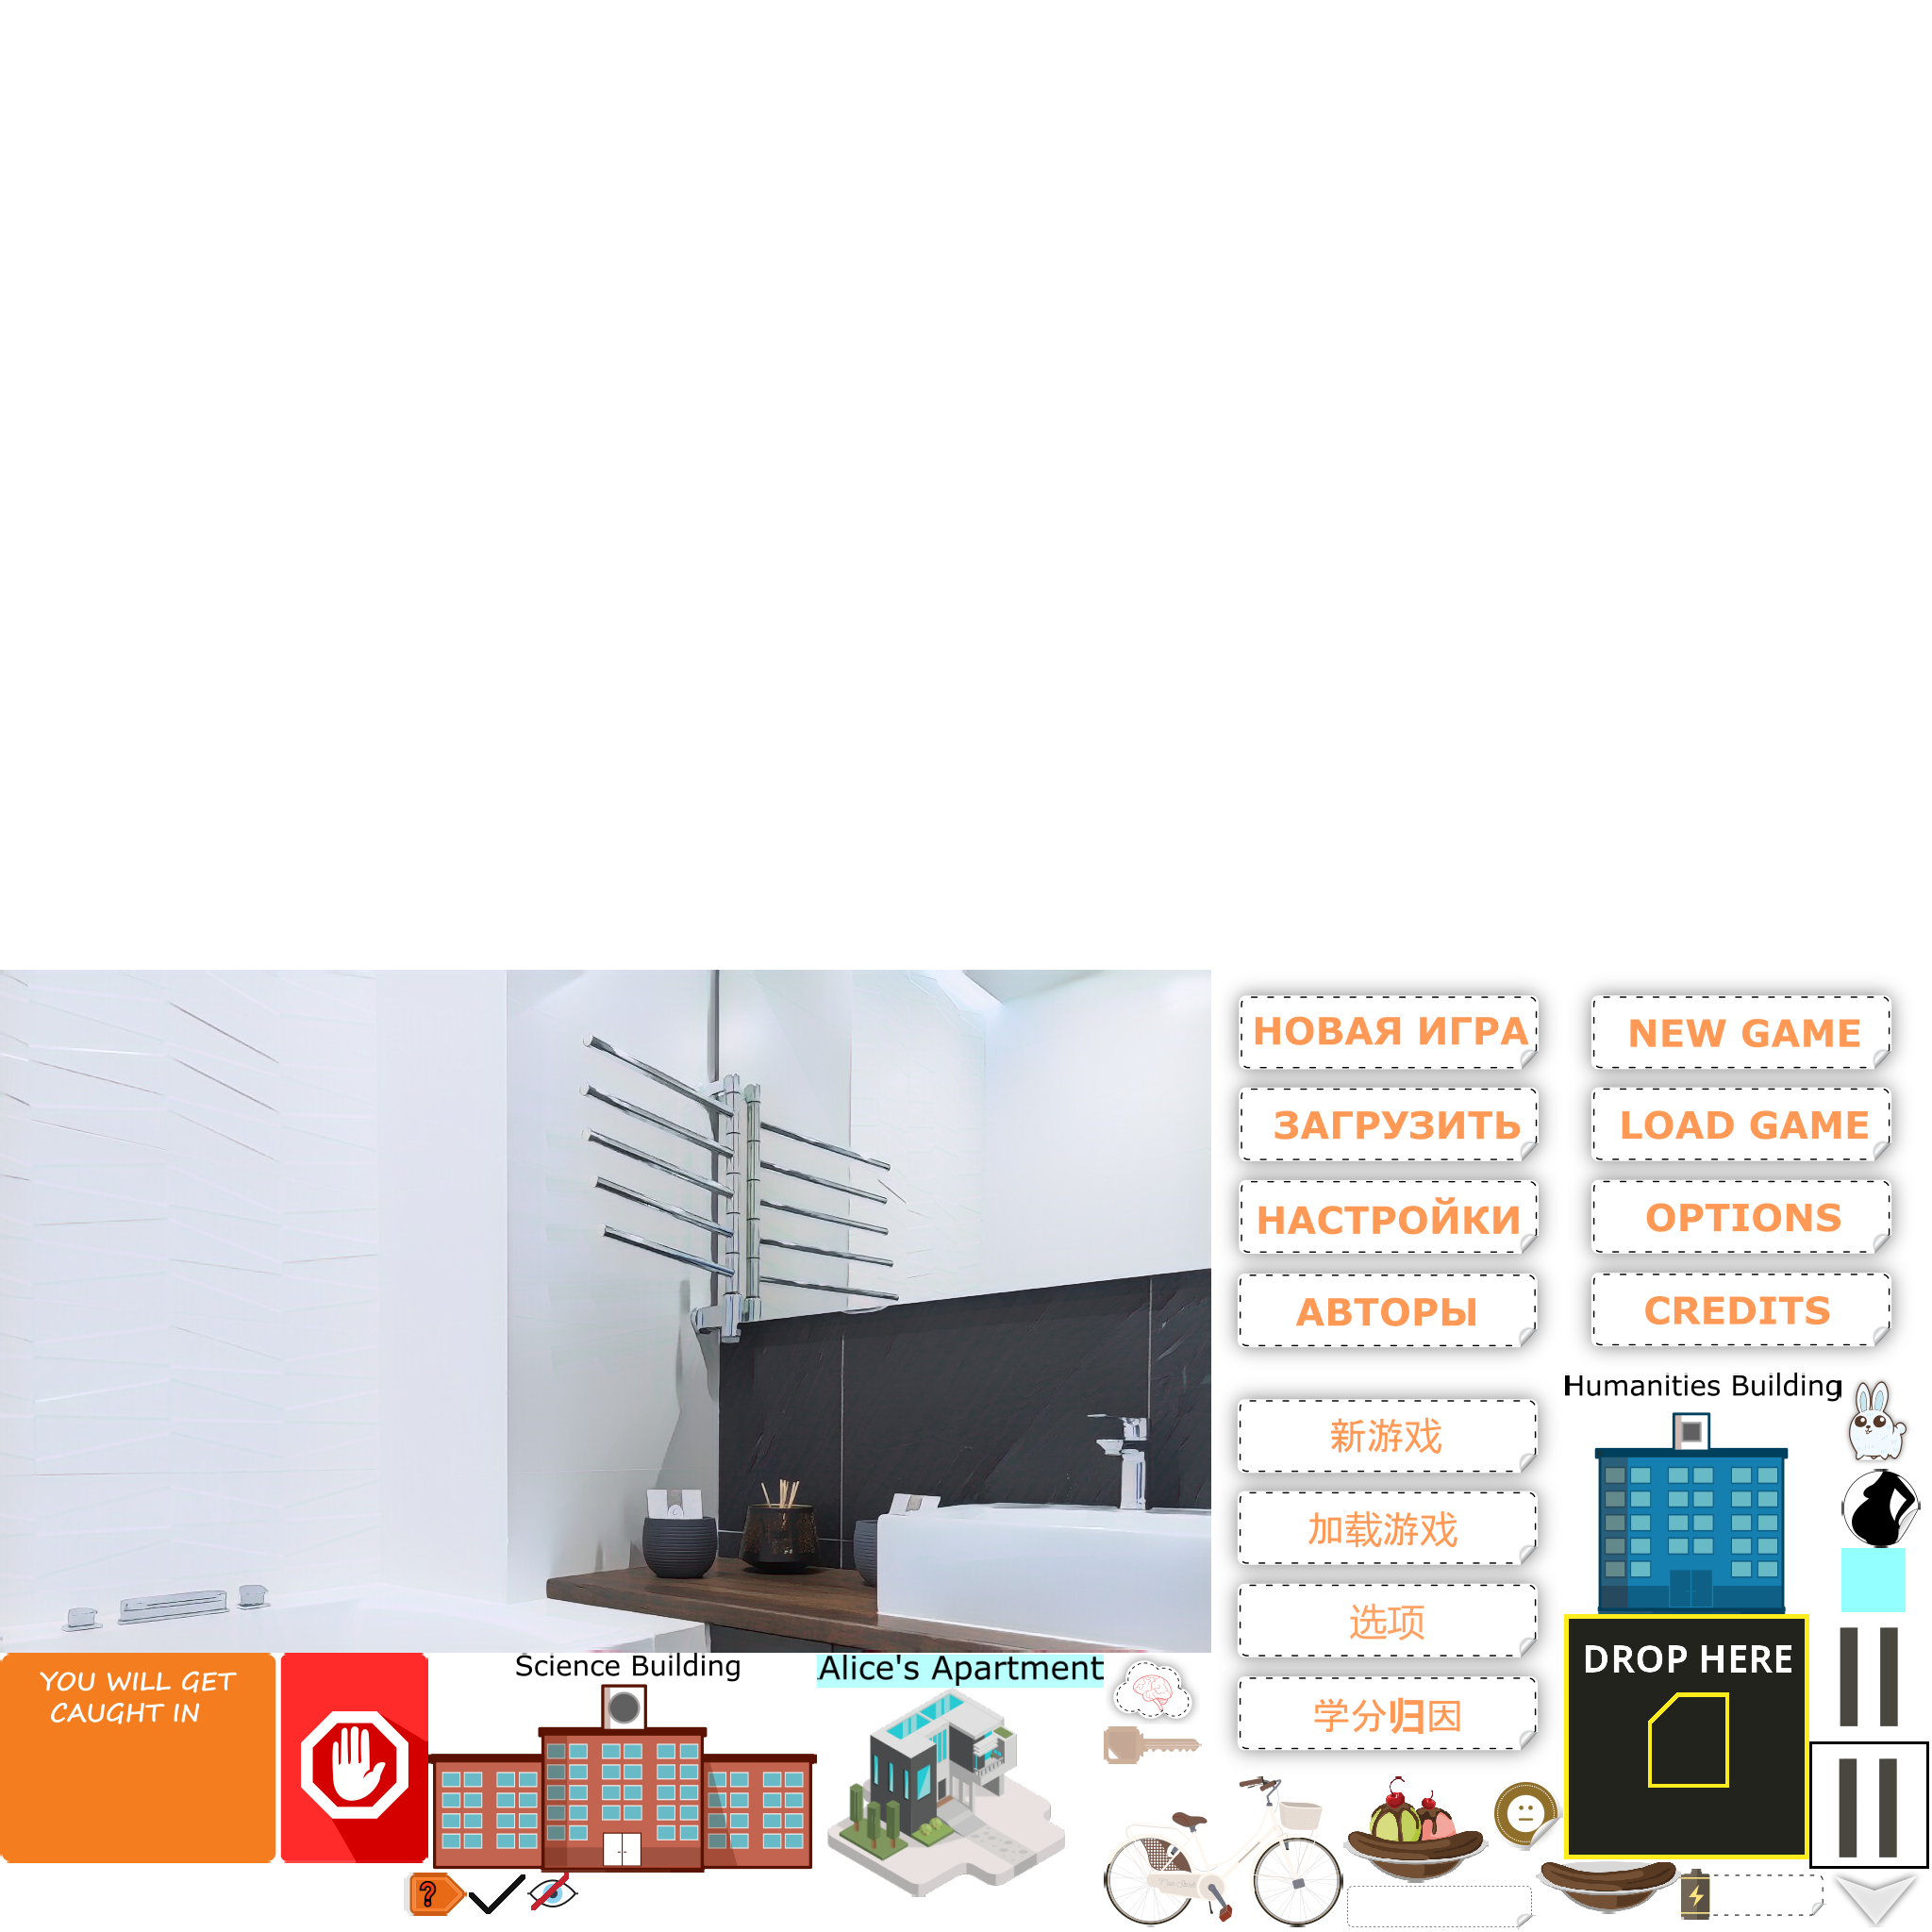 НОВАЯ ИГРА
ЗАГРУЗИТЬ
НАСТРОЙКИ
АВТОРЫ
NEW GAME
LOAD GAME
OPTIONS
CREDITS
新游戏
加载游戏
选项
学分归因
Humanities Building
DROP HERE
YOU WILL GET
CAUGHT IN
Science Building
Alice's Apartment
?